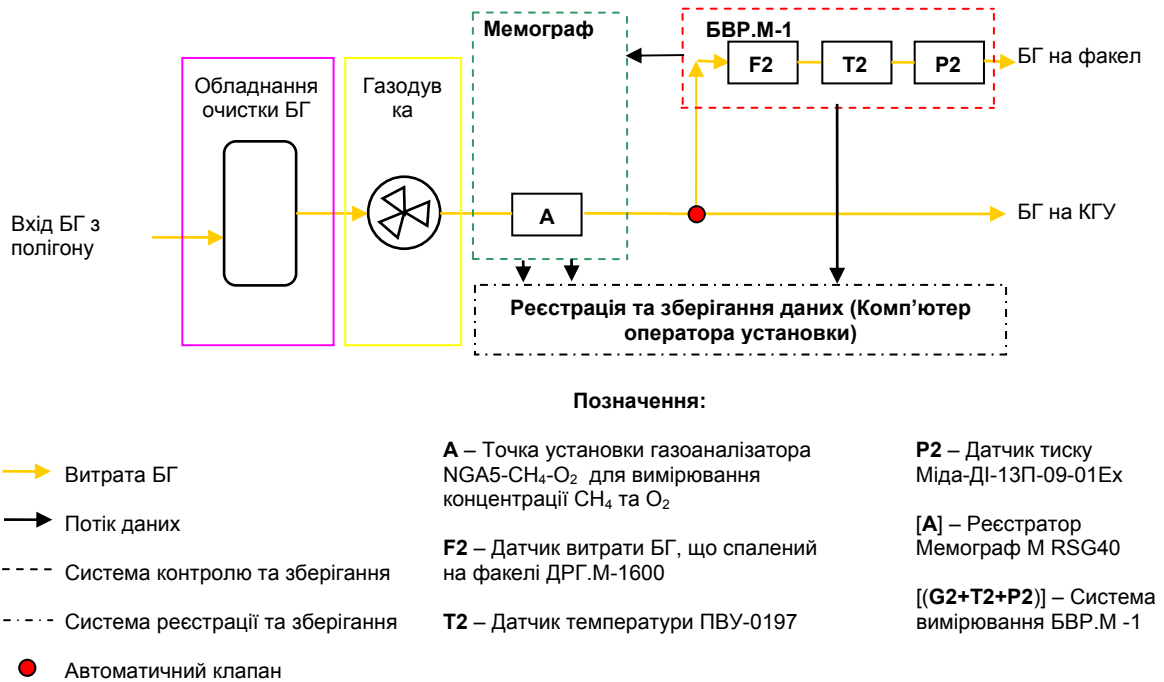 Мемограф
БВР.М-1
БГ на факел
F2
T2
P2
Обладнання
очистки БГ
Газодув
ка
Вхід БГ з
полігону
A
БГ на КГУ
Реєстрація та зберігання даних (Комп’ютер
оператора установки)
Позначення:
Витрата БГ
Потік даних
Система контролю та зберігання
Система реєстрації та зберігання
Автоматичний клапан
A – Точка установки газоаналізатора
NGA5-CH₄-O₂ для вимірювання
концентрації CH₄ та O₂
F2 – Датчик витрати БГ, що спалений
на факелі ДРГ.М-1600
T2 – Датчик температури ПВУ-0197
P2 – Датчик тиску
Міда-ДІ-13П-09-01Ех
[A] – Реєстратор
Мемограф М RSG40
[(G2+T2+P2)] – Система
вимірювання БВР.М -1